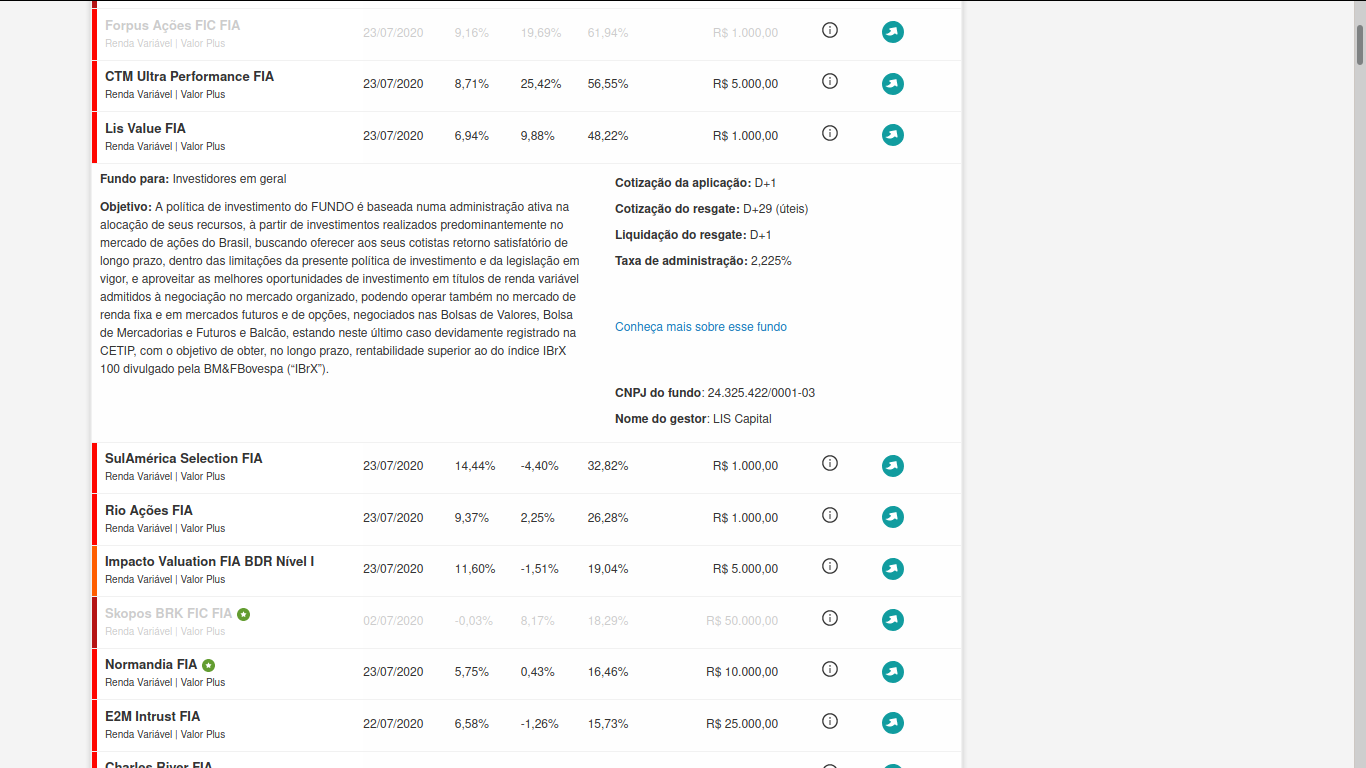 Forpus Ações FIC FIA
Renda Variável | Valor Plus
23/07/2020 9,16% 19,69% 61,94% R$ 1.000,00
CTM Ultra Performance FIA
Renda Variável | Valor Plus
23/07/2020 8,71% 25,42% 56,55% R$ 5.000,00
Lis Value FIA
Renda Variável | Valor Plus
23/07/2020 6,94% 9,88% 48,22% R$ 1.000,00
Fundo para: Investidores em geral
Objetivo: A política de investimento do FUNDO é baseada numa administração ativa na
alocação de seus recursos, à partir de investimentos realizados predominantemente no
mercado de ações do Brasil, buscando oferecer aos seus cotistas retorno satisfatório de
longo prazo, dentro das limitações da presente política de investimento e da legislação em
vigor, e aproveitar as melhores oportunidades de investimento em títulos de renda variável
admitidos à negociação no mercado organizado, podendo operar também no mercado de
renda fixa e em mercados futuros e de opções, negociados nas Bolsas de Valores, Bolsa
de Mercadorias e Futuros e Balcão, estando neste último caso devidamente registrado na
CETIP, com o objetivo de obter, no longo prazo, rentabilidade superior ao do índice IBrX
100 divulgado pela BM&FBovespa (“IBrX”).
Cotização da aplicação: D+1
Cotização do resgate: D+29 (úteis)
Liquidação do resgate: D+1
Taxa de administração: 2,225%
Conheça mais sobre esse fundo
CNPJ do fundo: 24.325.422/0001-03
Nome do gestor: LIS Capital
SulAmérica Selection FIA
Renda Variável | Valor Plus
23/07/2020 14,44% -4,40% 32,82% R$ 1.000,00
Rio Ações FIA
Renda Variável | Valor Plus
23/07/2020 9,37% 2,25% 26,28% R$ 1.000,00
Impacto Valuation FIA BDR Nível I
Renda Variável | Valor Plus
23/07/2020 11,60% -1,51% 19,04% R$ 5.000,00
Skopos BRK FIC FIA
Renda Variável | Valor Plus
02/07/2020 -0,03% 8,17% 18,29% R$ 50.000,00
Normandia FIA
Renda Variável | Valor Plus
23/07/2020 5,75% 0,43% 16,46% R$ 10.000,00
E2M Intrust FIA
Renda Variável | Valor Plus
22/07/2020 6,58% -1,26% 15,73% R$ 25.000,00
Charles River FIA